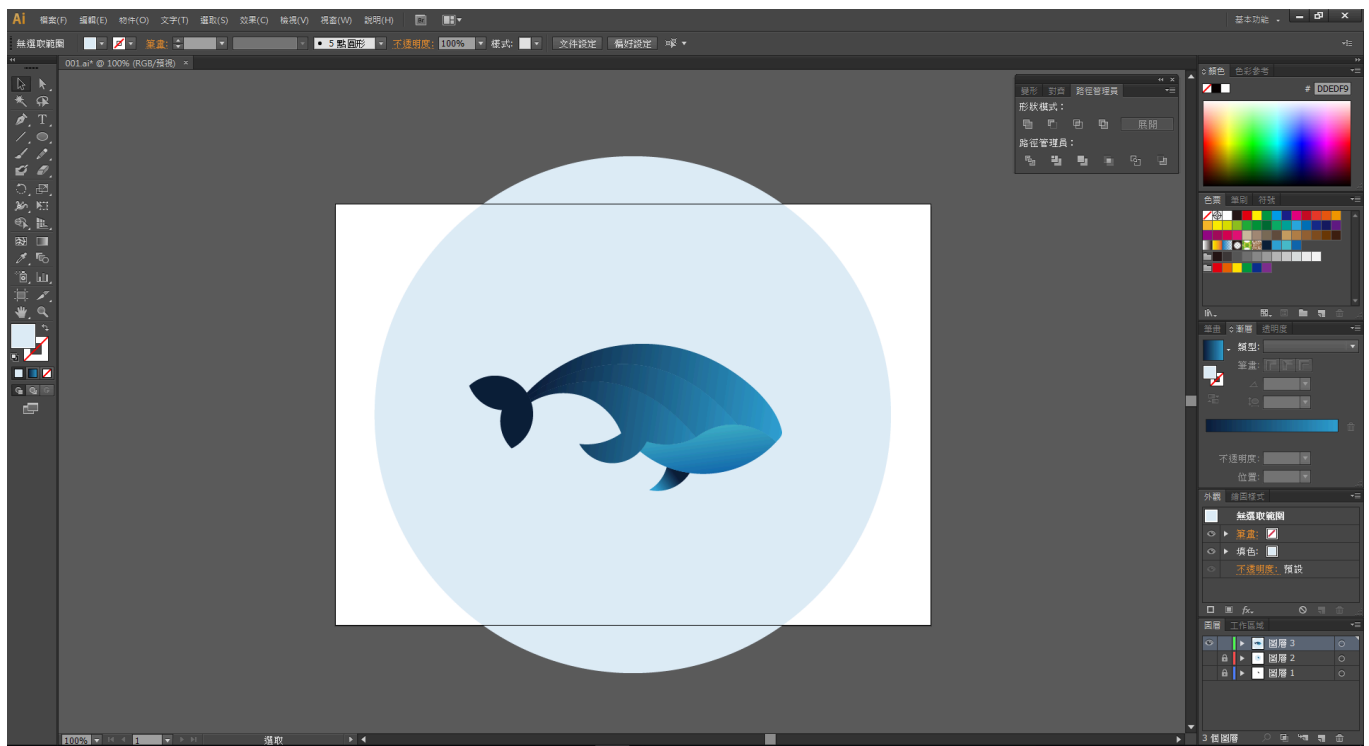 Ai 檔案(F) 編輯(E) 物件(O) 文字(T) 選取(S) 效果(C) 檢視(V) 視窗(W) 說明(H) Br 基本功能
無選取範圍 筆畫: 5 點圓形 不透明度: 100% 樣式: 文件設定 偏好設定
001.ai* @ 100% (RGB/預視) ×
變形 對齊 路徑管理員
形狀模式：
展開
路徑管理員：
顏色 色彩參考
# DDEDF9
色票 筆刷 符號
筆畫 漸層 透明度
類型:
筆畫:
不透明度:
位置:
外觀 繪圖樣式
無選取範圍
筆畫:
填色:
不透明度: 預設
fx.
圖層 工作區域
圖層 3
圖層 2
圖層 1
3 個圖層
100% 1 選取